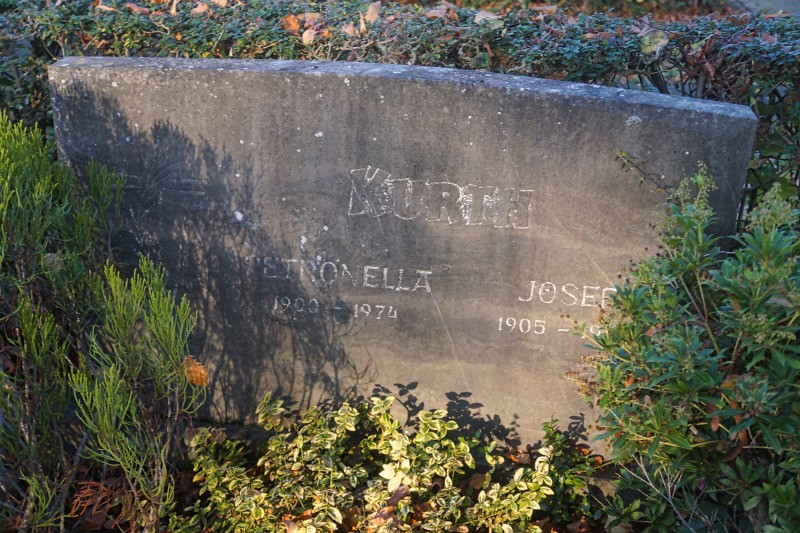 KURTH
PETRONELLA
1900 - 1974
JOSEF
1905 -